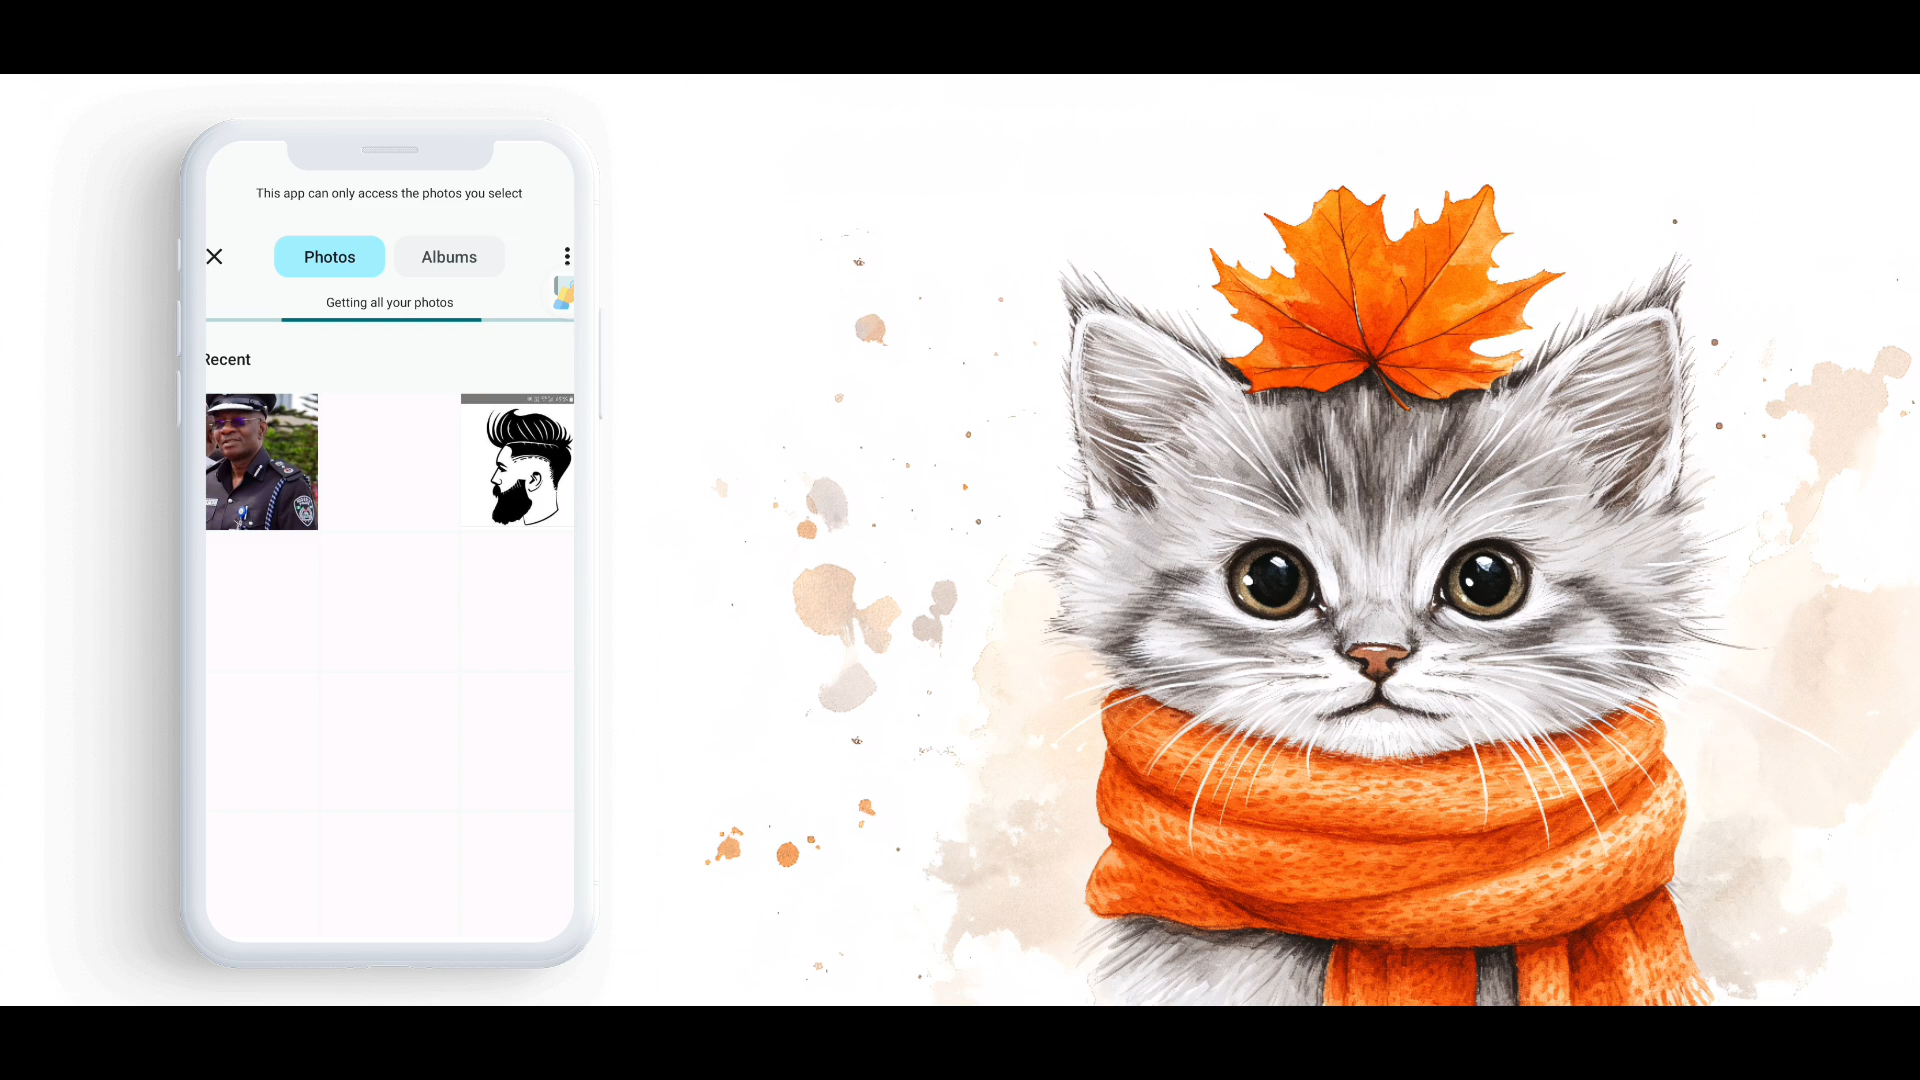 This app can only access the photos you select
Photos
Albums
Getting all your photos
Recent